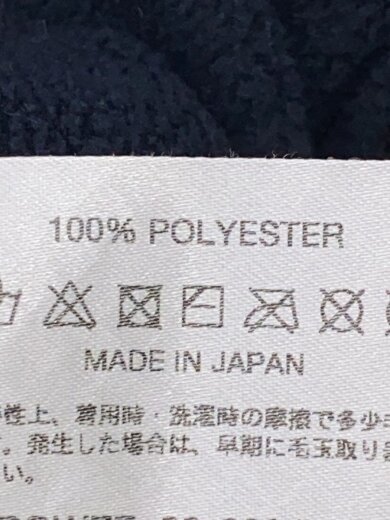 100% POLYESTER
MADE IN JAPAN
性上、着用時・洗濯時の摩擦で多少毛
。発生した場合は、早期に毛玉取り
い。